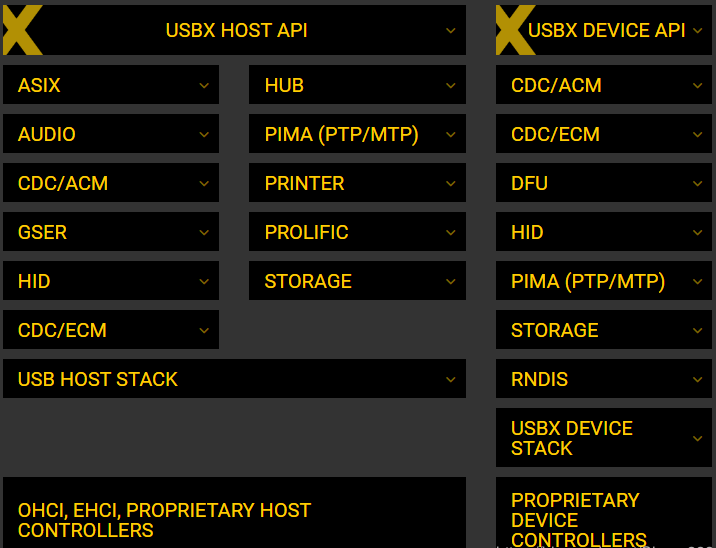 X USBX HOST API
ASIX
AUDIO
CDC/ACM
GSER
HID
CDC/ECM
HUB
PIMA (PTP/MTP)
PRINTER
PROLIFIC
STORAGE
USB HOST STACK
OHCI, EHCI, PROPRIETARY HOST
CONTROLLERS
X USBX DEVICE API
CDC/ACM
CDC/ECM
DFU
HID
PIMA (PTP/MTP)
STORAGE
RNDIS
USBX DEVICE
STACK
PROPRIETARY
DEVICE
CONTROLLERS